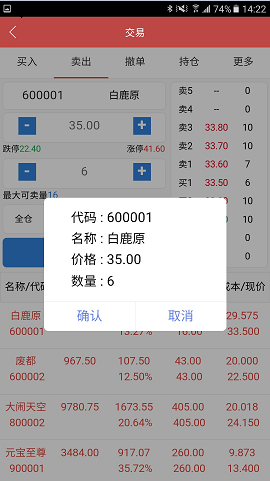 74% 14:22
交易
买入 卖出 撤单 持仓 更多
600001 白鹿原
- 35.00 +
跌停22.40 涨停41.60
- 6 +
最大可卖量16
全仓
卖5 -- 0
卖4 -- 0
卖3 33.80 10
卖2 33.70 10
卖1 33.60 7
买1 33.50 6
10
0
0
0
代码 : 600001
名称 : 白鹿原
价格 : 35.00
数量 : 6
确认 取消
名称/代码 成本/现价
白鹿原 29.575
600001 13.27% 16.00 33.500
废都 967.50 107.50 43.00 20.000
600002 12.50% 43.00 22.500
大闹天空 9780.75 1673.55 405.00 20.018
800002 20.64% 405.00 24.150
元宝至尊 3484.00 917.07 260.00 9.873
900001 35.72% 260.00 13.400